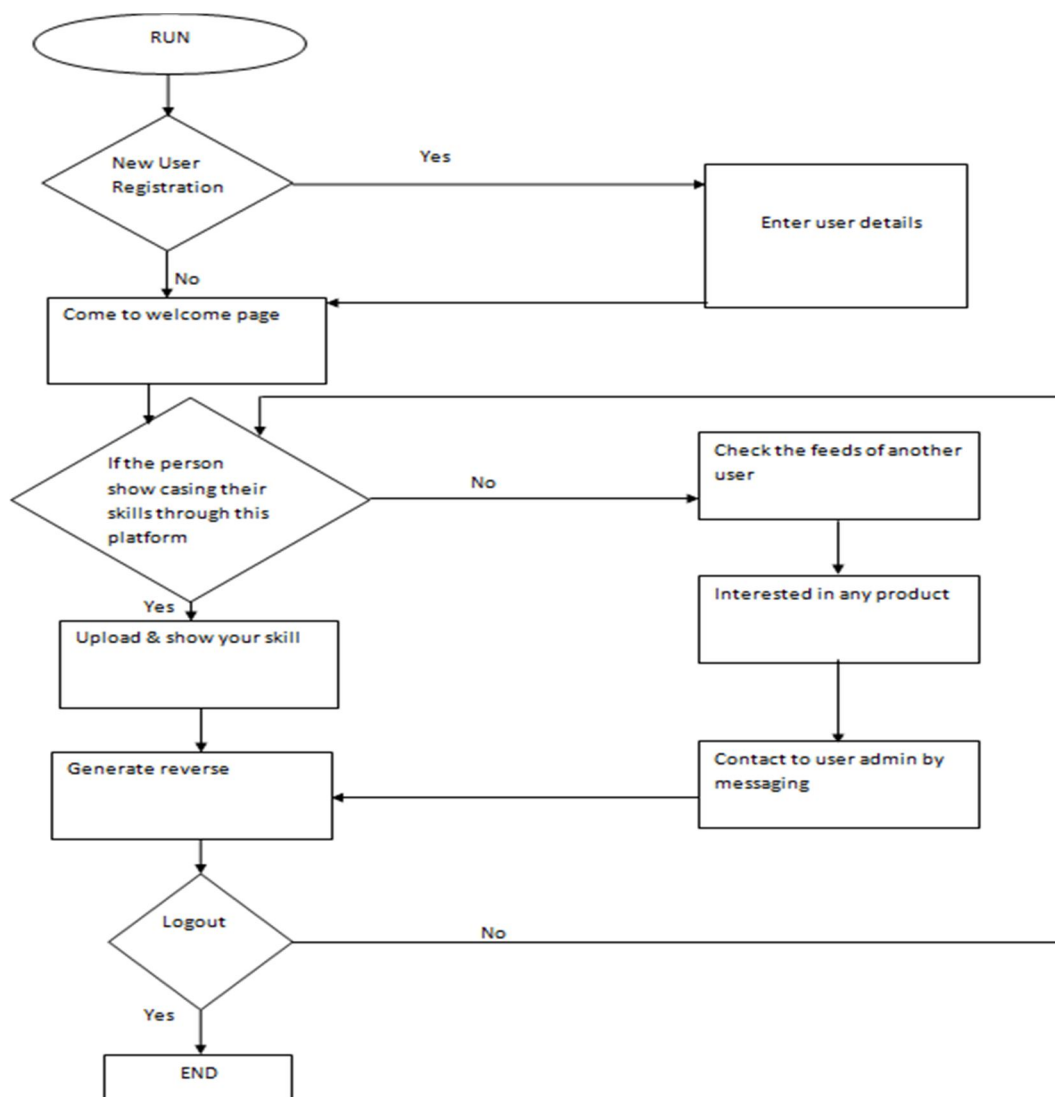 RUN
New User
Registration
Yes
Enter user details
No
Come to welcome page
If the person
show casing their
skills through this
platform
No
Check the feeds of another
user
Interested in any product
Yes
Upload & show your skill
Generate reverse
Contact to user admin by
messaging
Logout
No
Yes
END